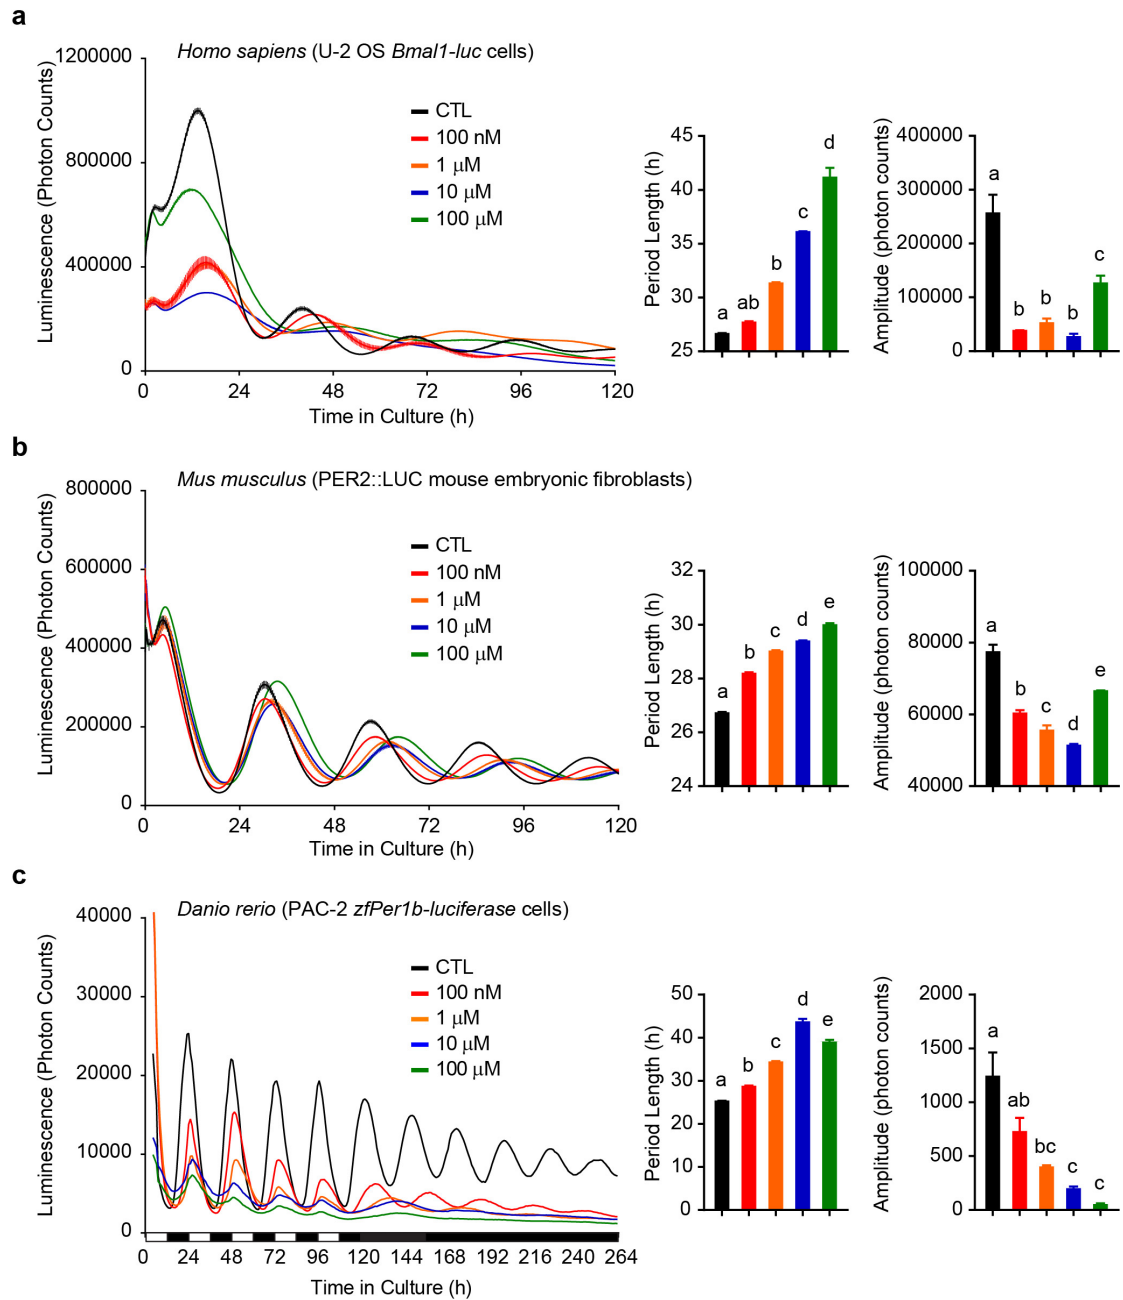 a
Homo sapiens (U-2 OS Bmal1-luc cells)
Luminescence (Photon Counts)
1200000
800000
400000
0
CTL
100 nM
1 μM
10 μM
100 μM
0 24 48 72 96 120
Time in Culture (h)
Period Length (h)
45
40
35
30
25
a ab b c d
Amplitude (photon counts)
400000
300000
200000
100000
0
a b b b c
b
Mus musculus (PER2::LUC mouse embryonic fibroblasts)
Luminescence (Photon Counts)
800000
600000
400000
200000
0
CTL
100 nM
1 μM
10 μM
100 μM
0 24 48 72 96 120
Time in Culture (h)
Period Length (h)
32
30
28
26
24
a b c d e
Amplitude (photon counts)
100000
80000
60000
40000
a b c d e
c
Danio rerio (PAC-2 zfPer1b-luciferase cells)
Luminescence (Photon Counts)
40000
30000
20000
10000
0
CTL
100 nM
1 μM
10 μM
100 μM
0 24 48 72 96 120 144 168 192 216 240 264
Time in Culture (h)
Period Length (h)
50
40
30
20
10
0
a b c d e
Amplitude (photon counts)
2000
1500
1000
500
0
a ab bc c c